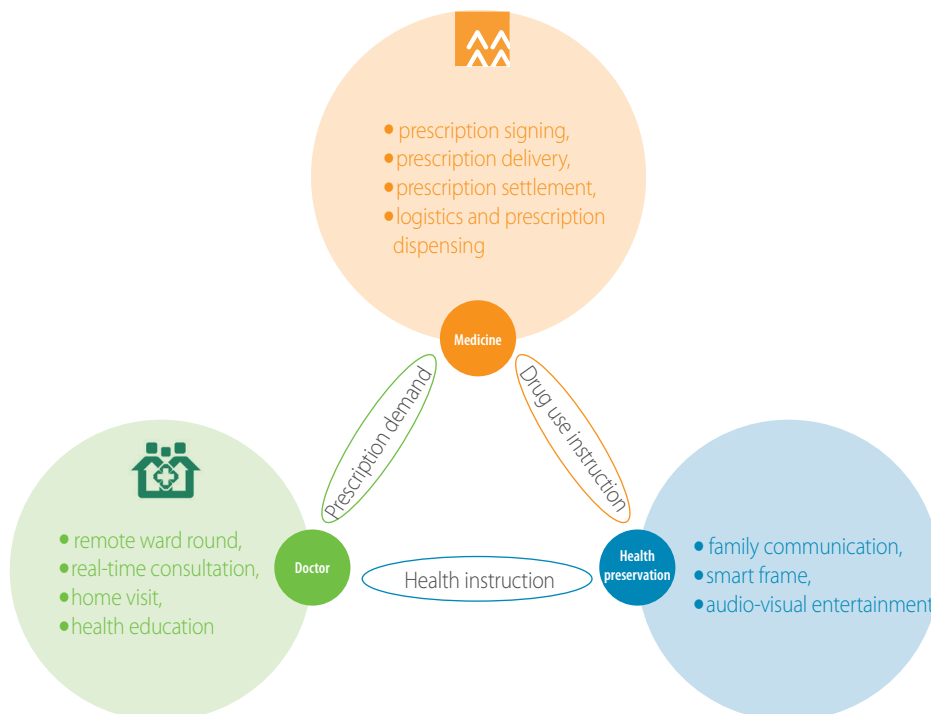 • prescription signing,
• prescription delivery,
• prescription settlement,
• logistics and prescription
dispensing
Medicine
Prescription demand
Drug use instruction
• remote ward round,
• real-time consultation,
• home visit,
• health education
Doctor
Health instruction
Health
preservation
• family communication,
• smart frame,
• audio-visual entertainment